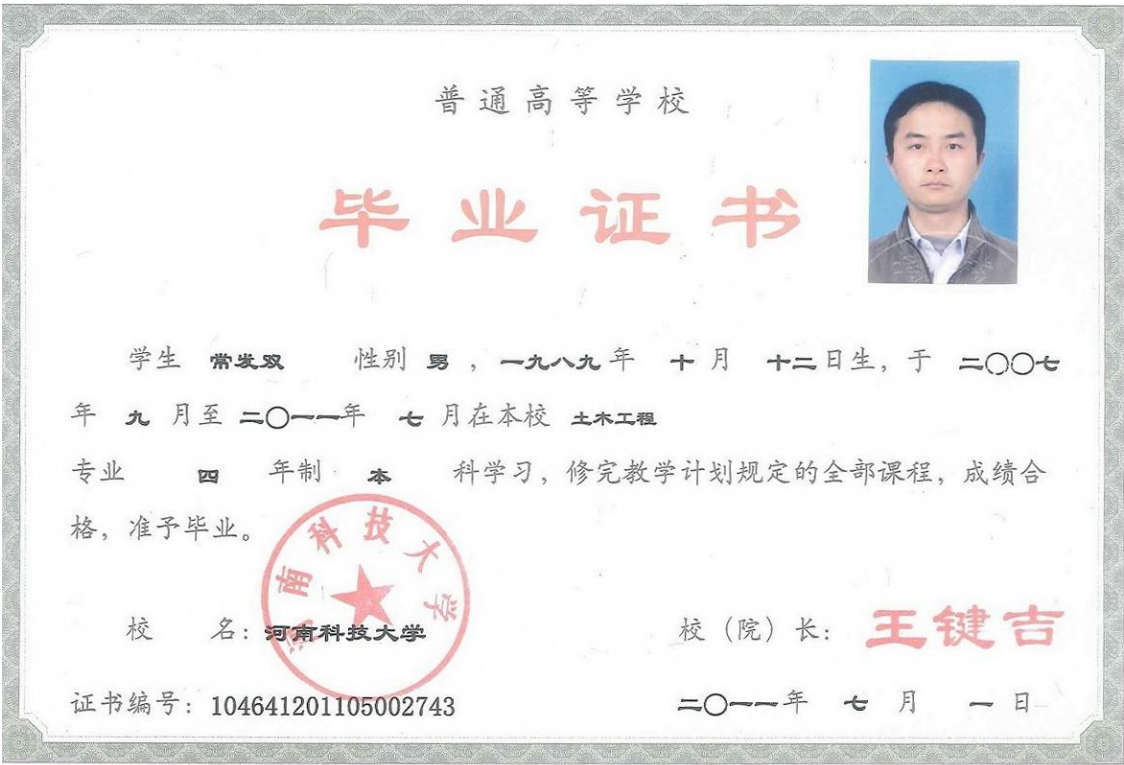 普通高等学校
毕业证书
学生 常发双 性别 男 ，一九八九年 十 月 十二日生，于 二〇〇七
年 九 月至 二〇一一年 七 月在本校 土木工程
专业 四 年制 本 科学习，修完教学计划规定的全部课程，成绩合
格，准予毕业。
河南科技大学
校 名：河南科技大学 校（院）长：王键吉
证书编号：104641201105002743 二〇一一年 七 月 一 日